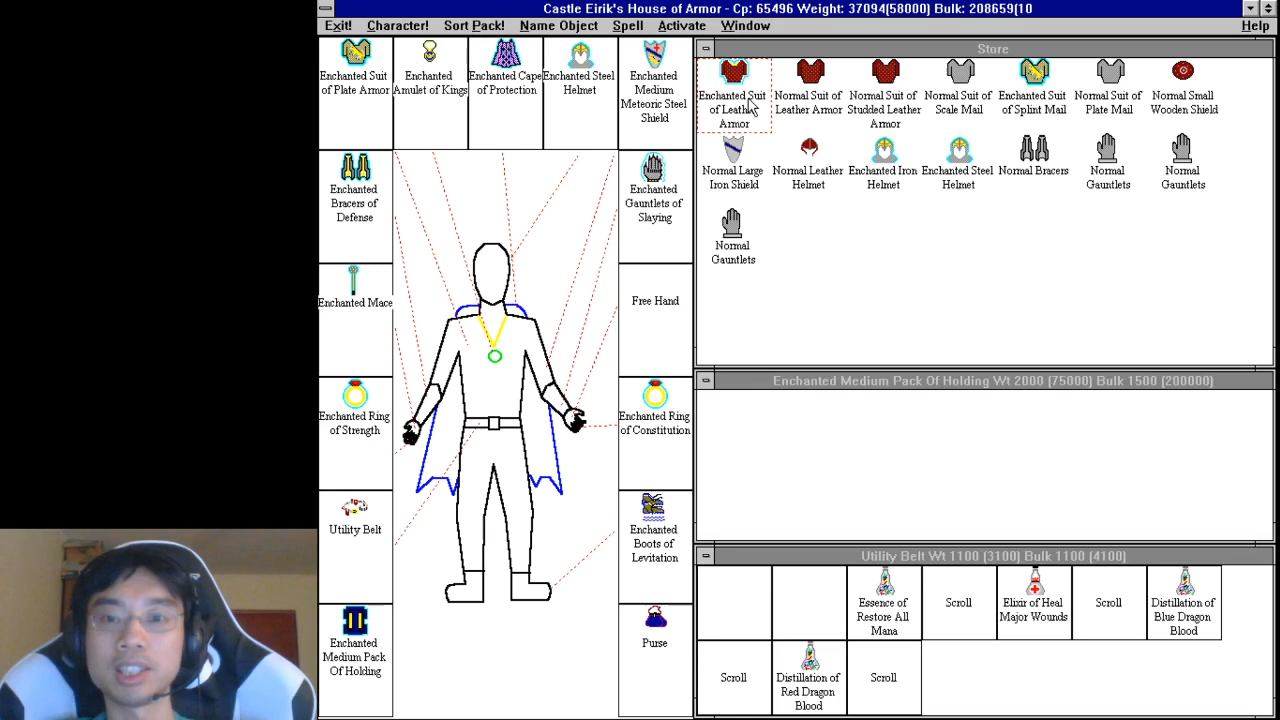 Castle Eirik's House of Armor - Cp: 65496 Weight: 37094(58000) Bulk: 208659(10
Exit! Character! Sort Pack! Name Object Spell Activate Window Help
Enchanted Suit
of Plate Armor
Enchanted
Amulet of Kings
Enchanted Cape
of Protection
Enchanted Steel
Helmet
Enchanted
Medium
Meteoric Steel
Shield
Enchanted
Bracers of
Defense
Enchanted
Gauntlets of
Slaying
Enchanted Mace
Free Hand
Enchanted Ring
of Strength
Enchanted Ring
of Constitution
Utility Belt
Enchanted
Boots of
Levitation
Enchanted
Medium Pack
Of Holding
Purse
Store
Enchanted Suit
of Leather
Armor
Normal Suit of
Leather Armor
Normal Suit of
Studded Leather
Armor
Normal Suit of
Scale Mail
Enchanted Suit
of Splint Mail
Normal Suit of
Plate Mail
Normal Small
Wooden Shield
Normal Large
Iron Shield
Normal Leather
Helmet
Enchanted Iron
Helmet
Enchanted Steel
Helmet
Normal Bracers
Normal
Gauntlets
Normal
Gauntlets
Normal
Gauntlets
Enchanted Medium Pack Of Holding Wt 2000 (75000) Bulk 1500 (200000)
Utility Belt Wt 1100 (3100) Bulk 1100 (4100)
Essence of
Restore All
Mana
Scroll
Elixir of Heal
Major Wounds
Scroll
Distillation of
Blue Dragon
Blood
Scroll
Distillation of
Red Dragon
Blood
Scroll